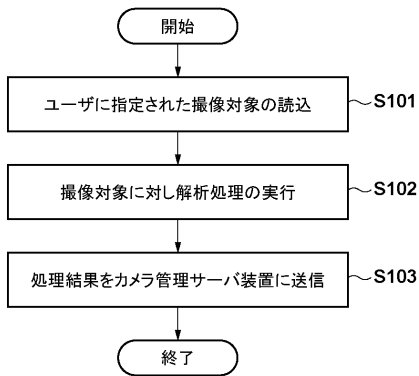 開始
ユーザに指定された撮像対象の読込
S101
撮像対象に対し解析処理の実行
S102
処理結果をカメラ管理サーバ装置に送信
S103
終了